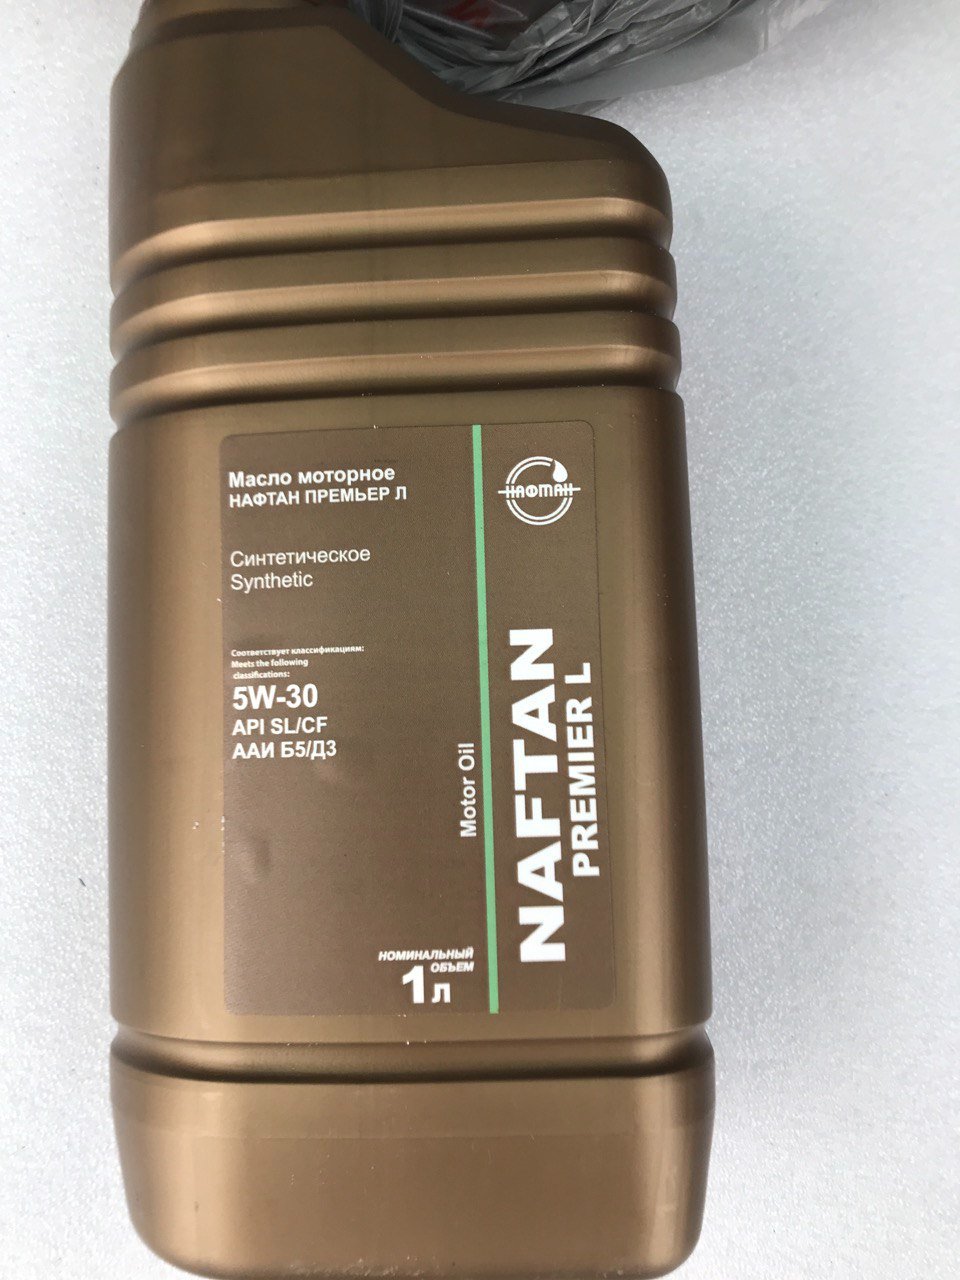 Масло моторное
НАФТАН ПРЕМЬЕР Л
Синтетическое
Synthetic
Соответствует классификациям:
Meets the following
classifications:
5W-30
API SL/CF
ААИ Б5/Д3
НОМИНАЛЬНЫЙ
ОБЪЕМ
1л
Motor Oil
НАФТАН
NAFTAN
PREMIER L